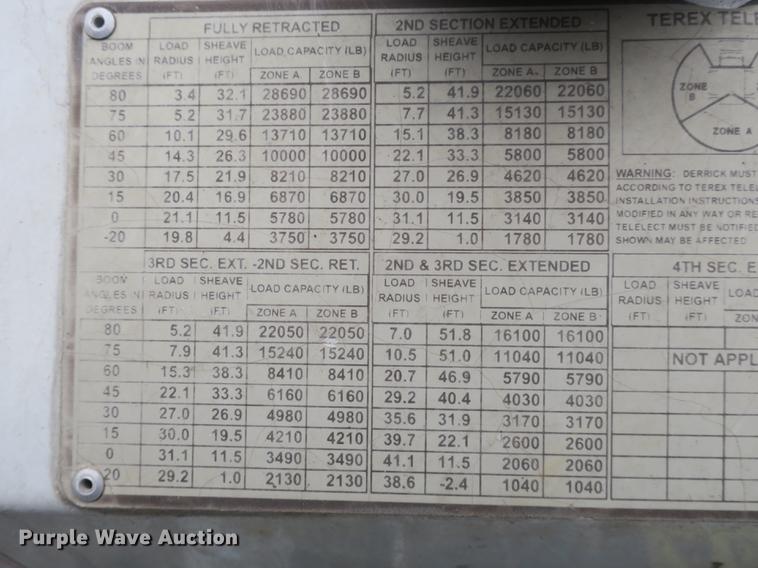 FULLY RETRACTED 2ND SECTION EXTENDED TEREX TELE
BOOM ANGLES IN DEGREES LOAD RADIUS (FT) SHEAVE HEIGHT (FT) LOAD CAPACITY (LB) ZONE A ZONE B LOAD RADIUS (FT) SHEAVE HEIGHT (FT) LOAD CAPACITY (LB) ZONE A. ZONE B
80 3.4 32.1 28690 28690 5.2 41.9 22060 22060
75 5.2 31.7 23880 23880 7.7 41.3 15130 15130
60 10.1 29.6 13710 13710 15.1 38.3 8180 8180
45 14.3 26.3 10000 10000 22.1 33.3 5800 5800
30 17.5 21.9 8210 8210 27.0 26.9 4620 4620
15 20.4 16.9 6870 6870 30.0 19.5 3850 3850
0 21.1 11.5 5780 5780 31.1 11.5 3140 3140
-20 19.8 4.4 3750 3750 29.2 1.0 1780 1780
ZONE B
ZONE A
WARNING: DERRICK MUST
ACCORDING TO TEREX TELE
INSTALLATION INSTRUCTIONS
MODIFIED IN ANY WAY OR RE
TELELECT MUST BE NOTIFIED
SHOWN MAY BE AFFECTED
3RD SEC. EXT. -2ND SEC. RET. 2ND & 3RD SEC. EXTENDED 4TH SEC. E
BOOM ANGLES IN DEGREES LOAD RADIUS (FT) SHEAVE HEIGHT (FT) LOAD CAPACITY (LB) ZONE A ZONE B LOAD RADIUS (FT) SHEAVE HEIGHT (FT) LOAD CAPACITY (LB) ZONE A ZONE B LOAD RADIUS (FT) SHEAVE HEIGHT (FT) LOAD ZON
80 5.2 41.9 22050 22050 7.0 51.8 16100 16100
75 7.9 41.3 15240 15240 10.5 51.0 11040 11040 NOT APPL
60 15.3 38.3 8410 8410 20.7 46.9 5790 5790
45 22.1 33.3 6160 6160 29.2 40.4 4030 4030
30 27.0 26.9 4980 4980 35.6 31.9 3170 3170
15 30.0 19.5 4210 4210 39.7 22.1 2600 2600
0 31.1 11.5 3490 3490 41.1 11.5 2060 2060
20 29.2 1.0 2130 2130 38.6 -2.4 1040 1040
Purple Wave Auction